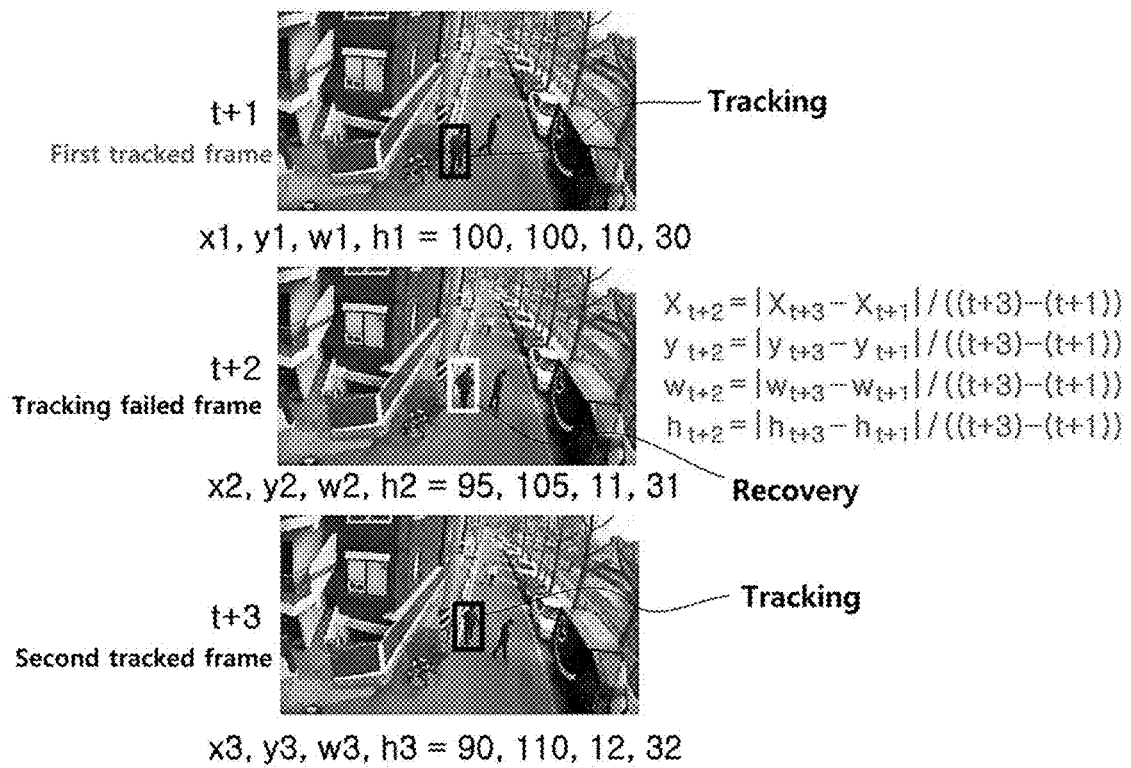 t+1
Tracking
First tracked frame
x1, y1, w1, h1 = 100, 100, 10, 30
X t+2 = |X t+3 − X t+1| / ((t+3)−(t+1))
y t+2 = |y t+3 − y t+1| / ((t+3)−(t+1))
w t+2 = |w t+3 − w t+1| / ((t+3)−(t+1))
h t+2 = |h t+3 − h t+1| / ((t+3)−(t+1))
t+2
Tracking failed frame
x2, y2, w2, h2 = 95, 105, 11, 31
Recovery
t+3
Tracking
Second tracked frame
x3, y3, w3, h3 = 90, 110, 12, 32